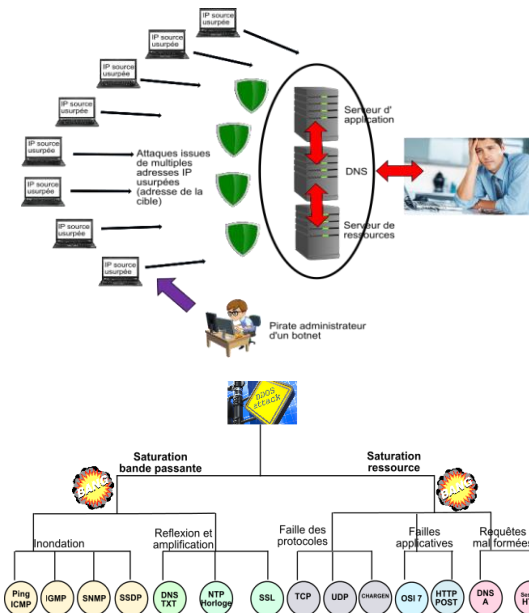 IP source
usurpée
IP source
usurpée
IP source
usurpée
IP source
usurpée
IP source
usurpée
IP source
usurpée
IP source
usurpée
IP source
usurpée
Attaques issues
de multiples
adresses IP
usurpées
(adresse de la
cible)
Serveur d'
application
DNS
Serveur de
ressources
Pirate administrateur
d'un botnet
DDOS
attack
Saturation
bande passante
Saturation
ressource
BANG
BANG
Inondation
Reflexion et
amplification
Faille des
protocoles
Failles
applicatives
Requêtes
mal formées
Ping
ICMP
IGMP
SNMP
SSDP
DNS
TXT
NTP
Horloge
SSL
TCP
UDP
CHARGEN
OSI 7
HTTP
POST
DNS
A